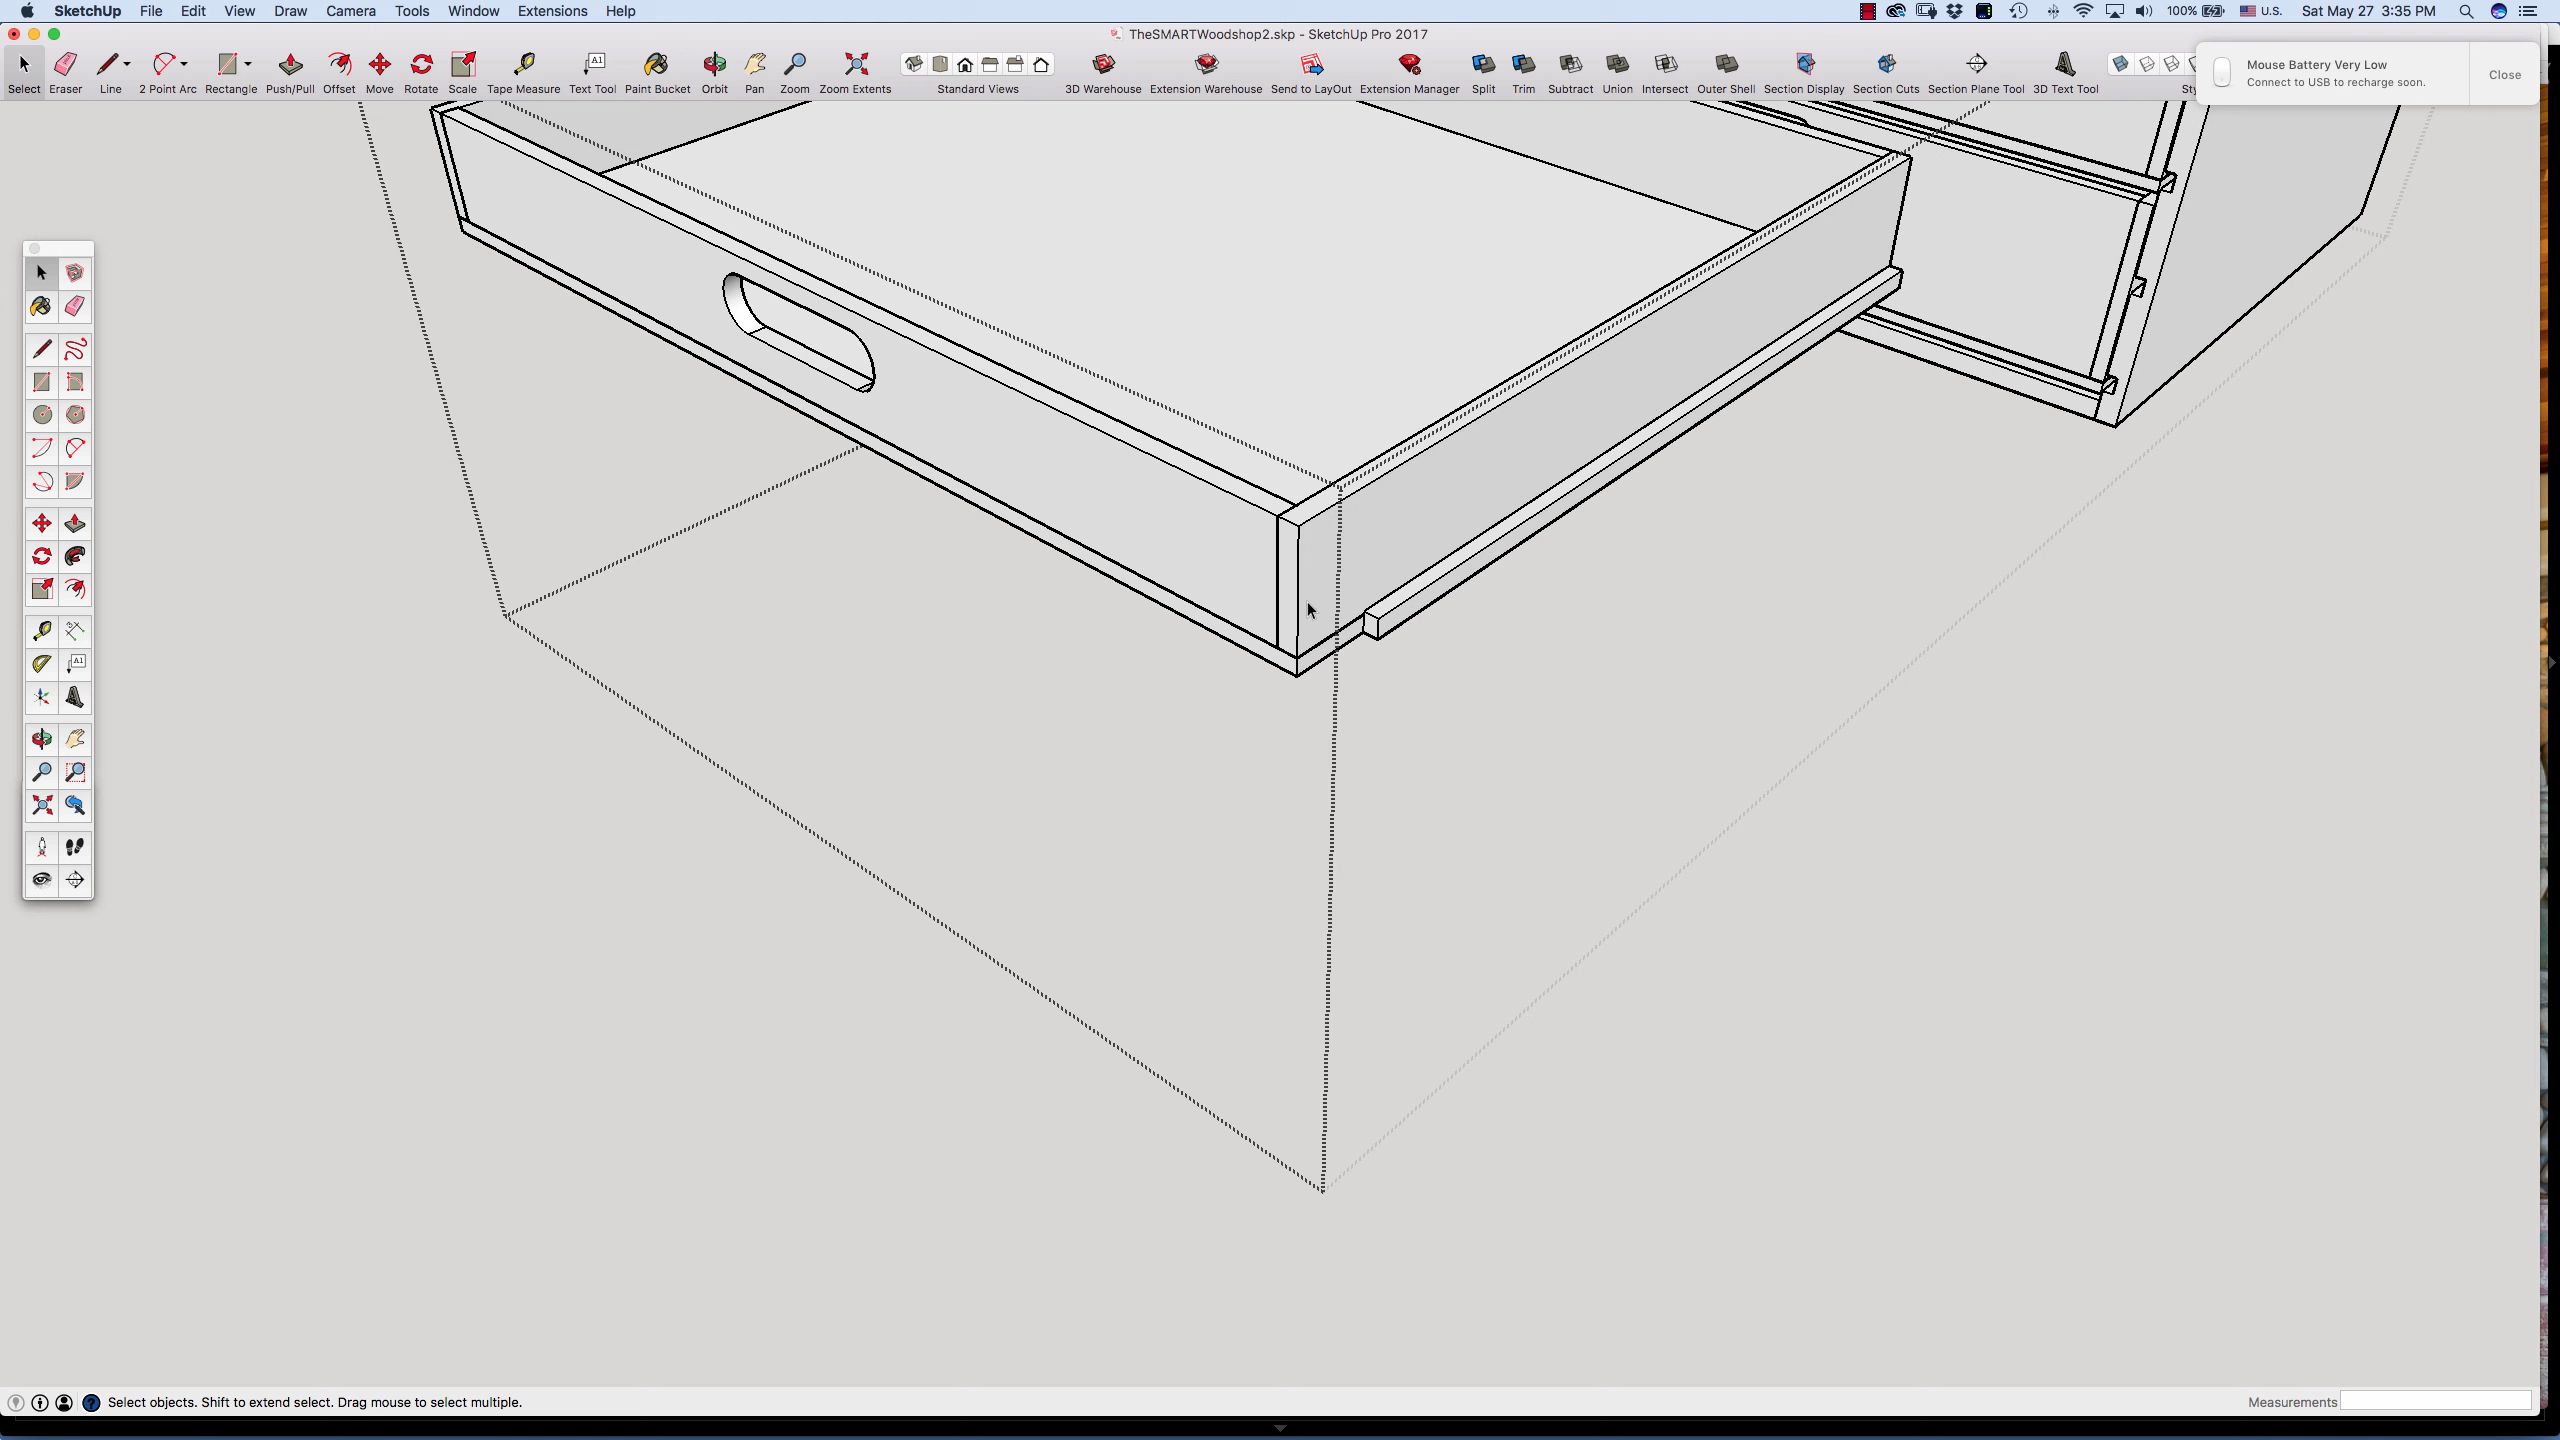 SketchUp File Edit View Draw Camera Tools Window Extensions Help 100% U.S. Sat May 27 3:35 PM
TheSMARTWoodshop2.skp - SketchUp Pro 2017
Select Eraser Line 2 Point Arc Rectangle Push/Pull Offset Move Rotate Scale Tape Measure Text Tool Paint Bucket Orbit Pan Zoom Zoom Extents Standard Views 3D Warehouse Extension Warehouse Send to LayOut Extension Manager Split Trim Subtract Union Intersect Outer Shell Section Display Section Cuts Section Plane Tool 3D Text Tool
Mouse Battery Very Low
Connect to USB to recharge soon.
Close
Select objects. Shift to extend select. Drag mouse to select multiple.
Measurements